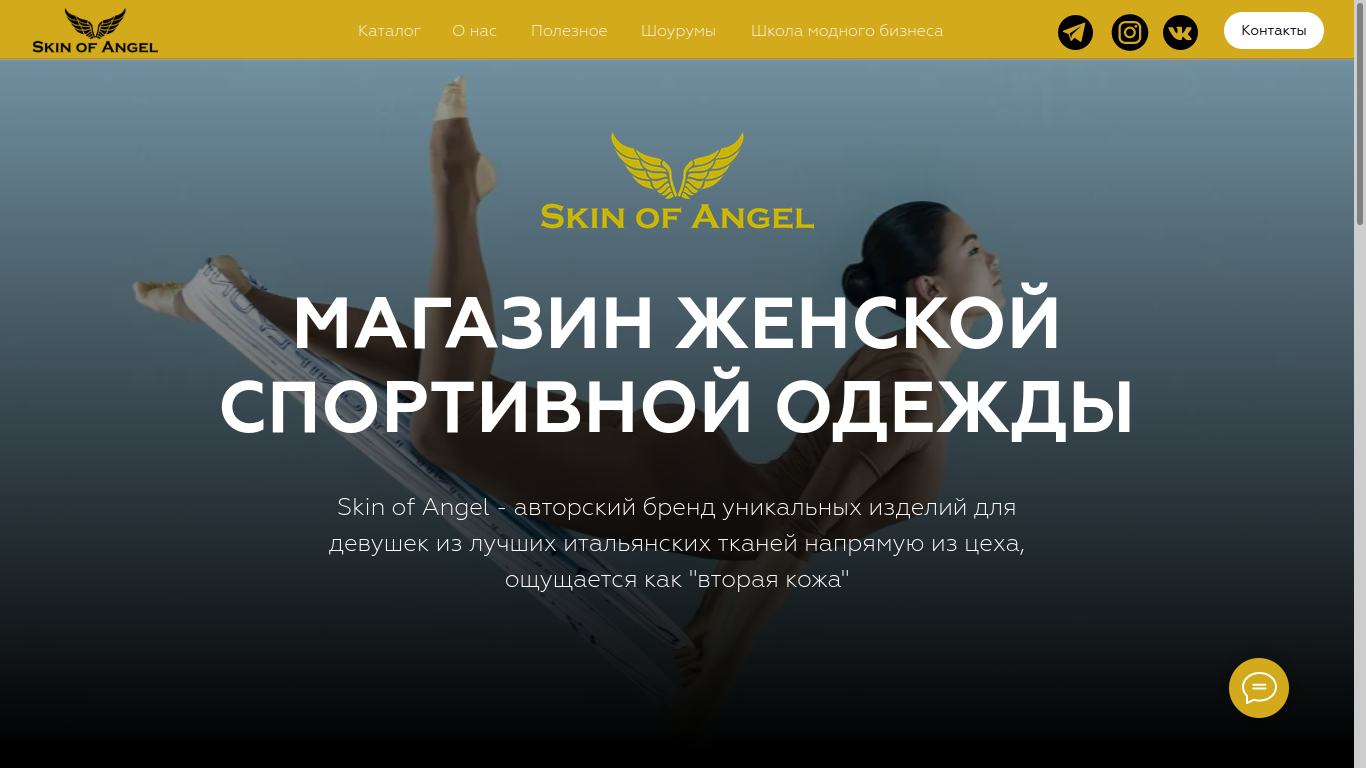 Skin of Angel
Каталог
О нас
Полезное
Шоурумы
Школа модного бизнеса
Контакты
Skin of Angel
МАГАЗИН ЖЕНСКОЙ
СПОРТИВНОЙ ОДЕЖДЫ
Skin of Angel - авторский бренд уникальных изделий для
девушек из лучших итальянских тканей напрямую из цеха,
ощущается как "вторая кожа"